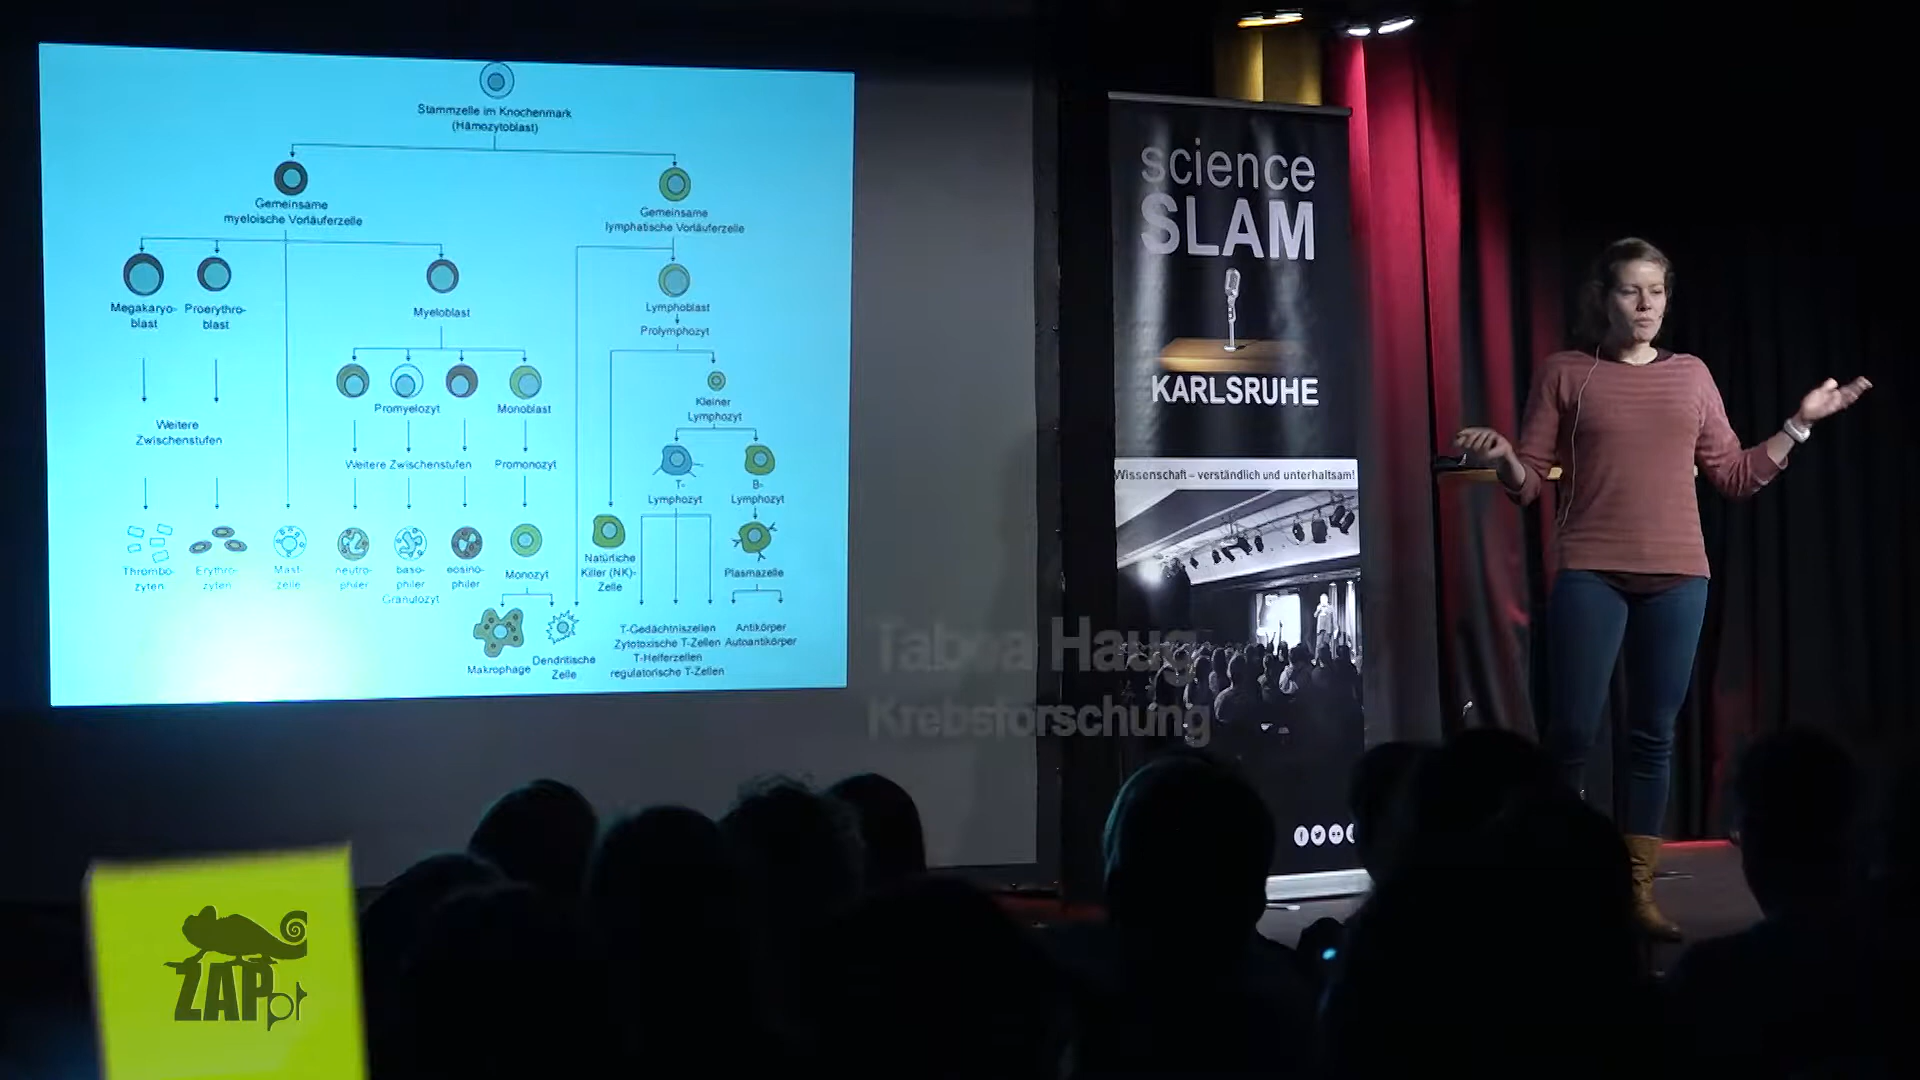 Stammzelle im Knochenmark
(Hämozytoblast)
Gemeinsame
myeloische Vorläuferzelle
Gemeinsame
lymphatische Vorläuferzelle
Megakaryo-
blast
Proerythro-
blast
Myeloblast
Lymphoblast
Prolymphozyt
Promyelozyt
Monoblast
Kleiner
Lymphozyt
Weitere
Zwischenstufen
Weitere Zwischenstufen
Promonozyt
T-
Lymphozyt
B-
Lymphozyt
Thrombo-
zyten
Erythro-
zyten
Mast-
zelle
neutro-
philer
baso-
philer
eosino-
philer
Granulozyt
Monozyt
Natürliche
Killer (NK)-
Zelle
Plasmazelle
Makrophage
Dendritische
Zelle
T-Gedächtniszellen
Zytotoxische T-Zellen
T-Helferzellen
regulatorische T-Zellen
Antikörper
Autoantikörper
science
SLAM
KARLSRUHE
Wissenschaft – verständlich und unterhaltsam!
Tabea Haug
Krebsforschung
ZAPpr